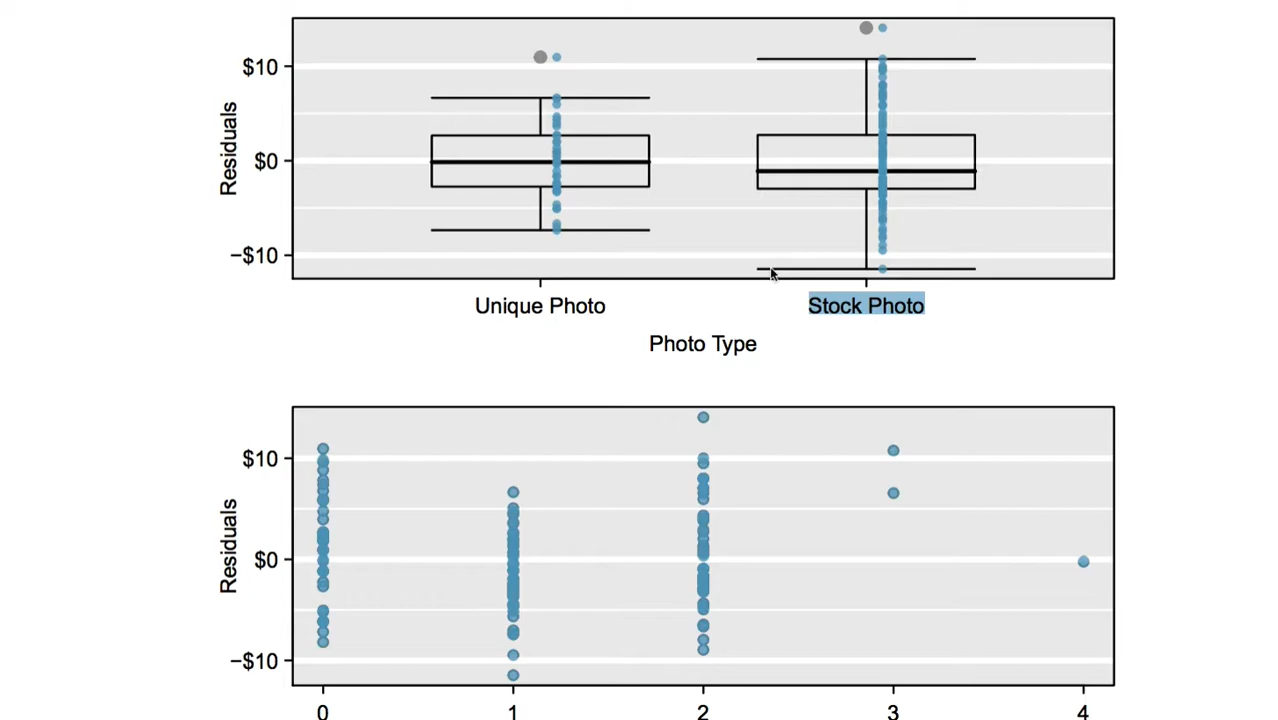 $10
$0
−$10
Residuals
Unique Photo
Stock Photo
Photo Type
$10
$0
−$10
Residuals
0 1 2 3 4